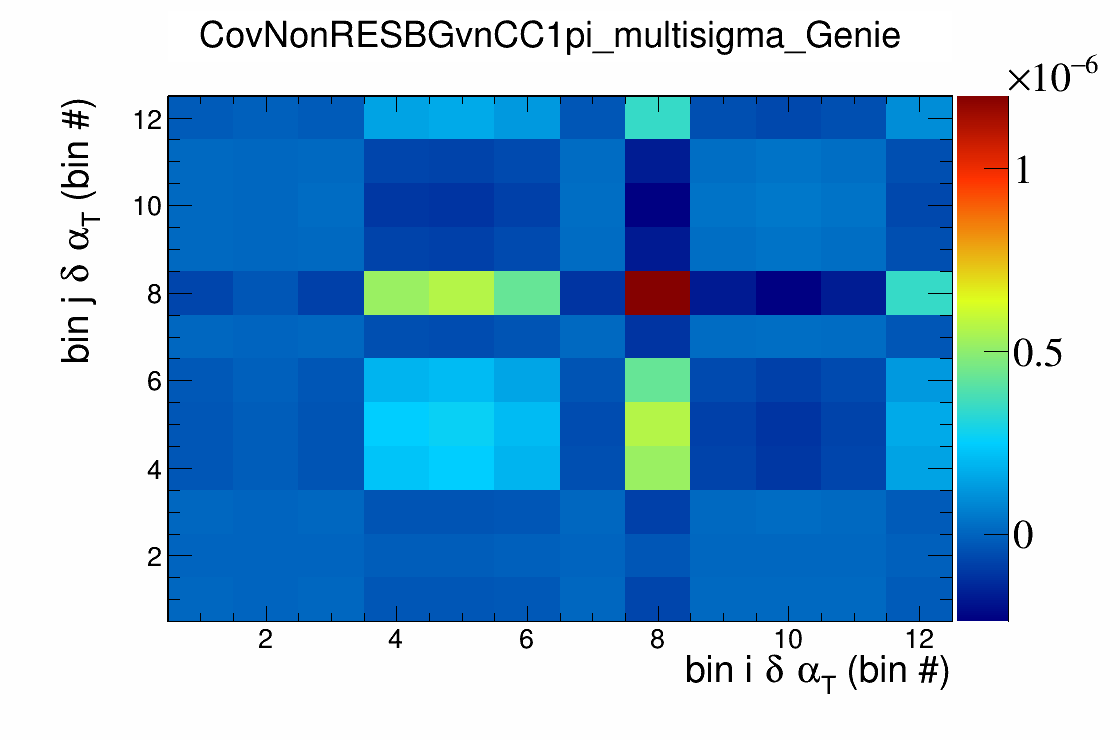 CovNonRESBGvnCC1pi_multisigma_Genie
×10⁻⁶
bin j δ α_T (bin #)
12
10
8
6
4
2
1
0.5
0
2 4 6 8 10 12
bin i δ α_T (bin #)